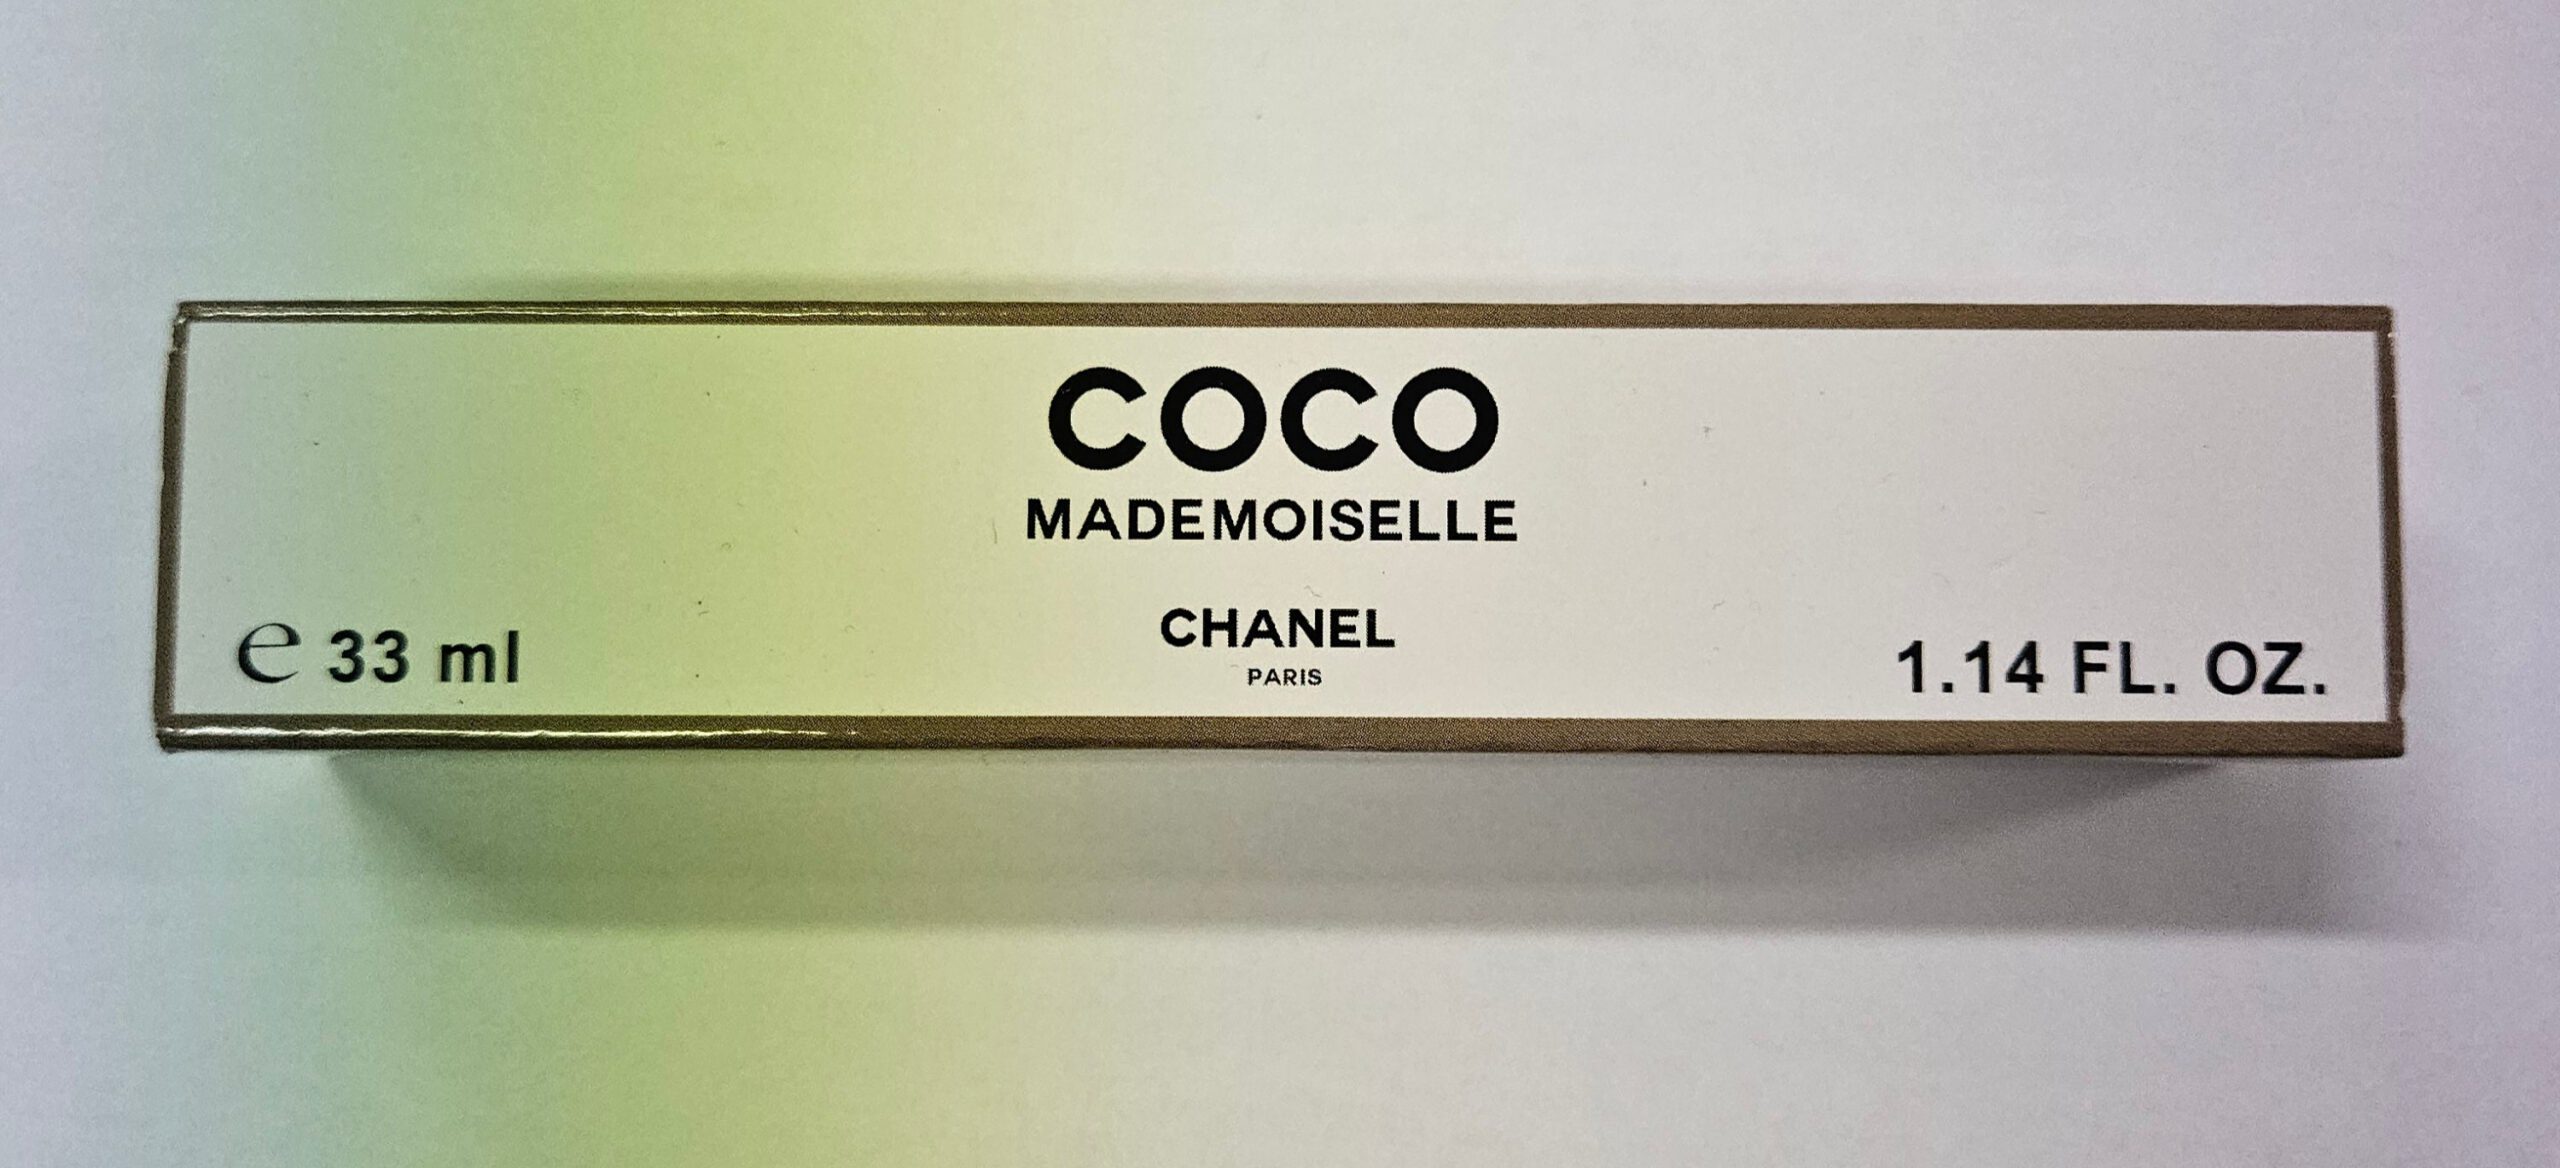 COCO
MADEMOISELLE
CHANEL
PARIS
℮ 33 ml
1.14 FL. OZ.